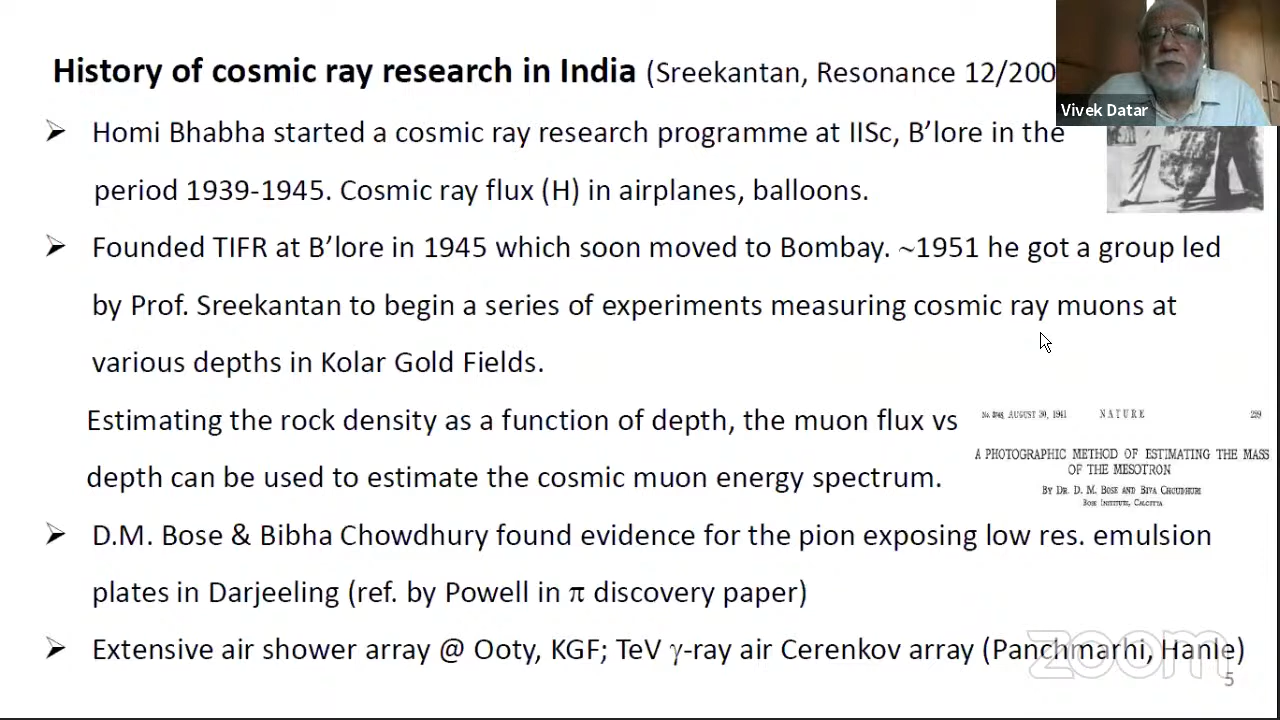 History of cosmic ray research in India (Sreekantan, Resonance 12/200
Vivek Datar
➢ Homi Bhabha started a cosmic ray research programme at IISc, B’lore in the
period 1939-1945. Cosmic ray flux (H) in airplanes, balloons.
➢ Founded TIFR at B’lore in 1945 which soon moved to Bombay. ~1951 he got a group led
by Prof. Sreekantan to begin a series of experiments measuring cosmic ray muons at
various depths in Kolar Gold Fields.
Estimating the rock density as a function of depth, the muon flux vs
depth can be used to estimate the cosmic muon energy spectrum.
AUGUST 30, 1941 NATURE
A PHOTOGRAPHIC METHOD OF ESTIMATING THE MASS
OF THE MESOTRON
BY DR. D. M. BOSE AND BIVA CHOUDHURI
BOSE INSTITUTE, CALCUTTA
➢ D.M. Bose & Bibha Chowdhury found evidence for the pion exposing low res. emulsion
plates in Darjeeling (ref. by Powell in π discovery paper)
➢ Extensive air shower array @ Ooty, KGF; TeV γ-ray air Cerenkov array (Panchmarhi, Hanle)
zoom
5